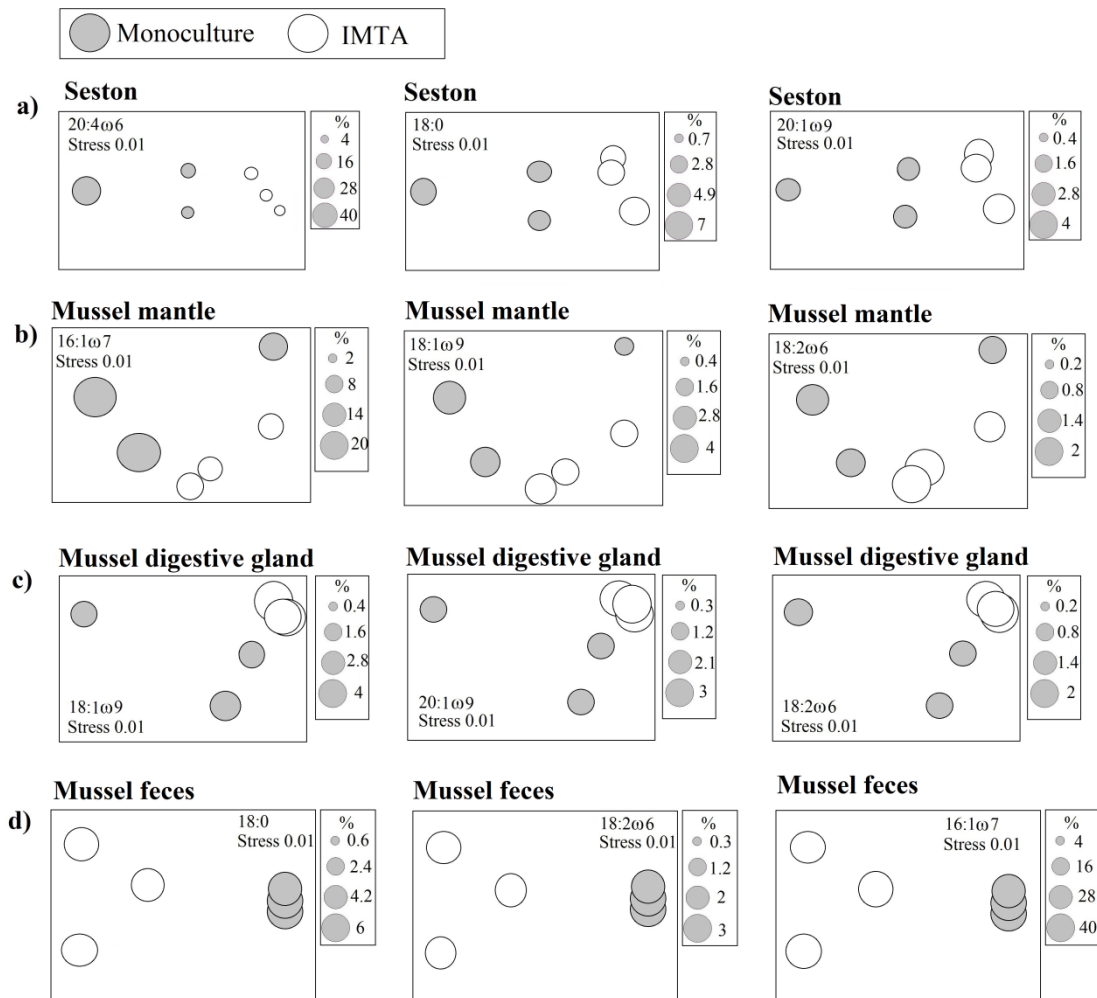 Monoculture IMTA
a)
Seston
20:4ω6
Stress 0.01
%
4
16
28
40
Seston
18:0
Stress 0.01
%
0.7
2.8
4.9
7
Seston
20:1ω9
Stress 0.01
%
0.4
1.6
2.8
4
b)
Mussel mantle
16:1ω7
Stress 0.01
%
2
8
14
20
Mussel mantle
18:1ω9
Stress 0.01
%
0.4
1.6
2.8
4
Mussel mantle
18:2ω6
Stress 0.01
%
0.2
0.8
1.4
2
c)
Mussel digestive gland
18:1ω9
Stress 0.01
%
0.4
1.6
2.8
4
Mussel digestive gland
20:1ω9
Stress 0.01
%
0.3
1.2
2.1
3
Mussel digestive gland
18:2ω6
Stress 0.01
%
0.2
0.8
1.4
2
d)
Mussel feces
18:0
Stress 0.01
%
0.6
2.4
4.2
6
Mussel feces
18:2ω6
Stress 0.01
%
0.3
1.2
2
3
Mussel feces
16:1ω7
Stress 0.01
%
4
16
28
40